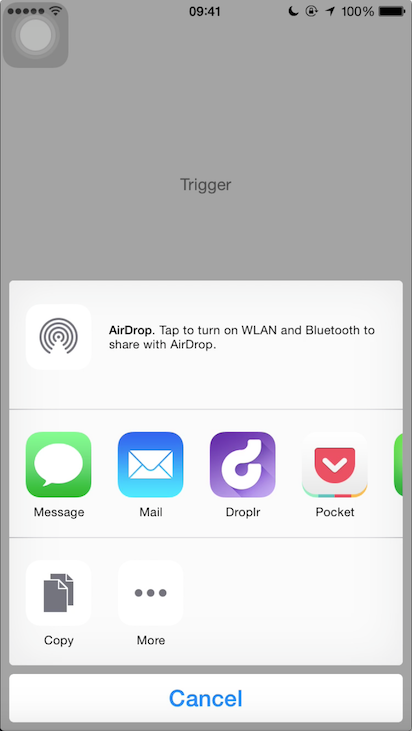 09:41
100%
Trigger
AirDrop. Tap to turn on WLAN and Bluetooth to
share with AirDrop.
Message
Mail
Droplr
Pocket
Copy
More
Cancel